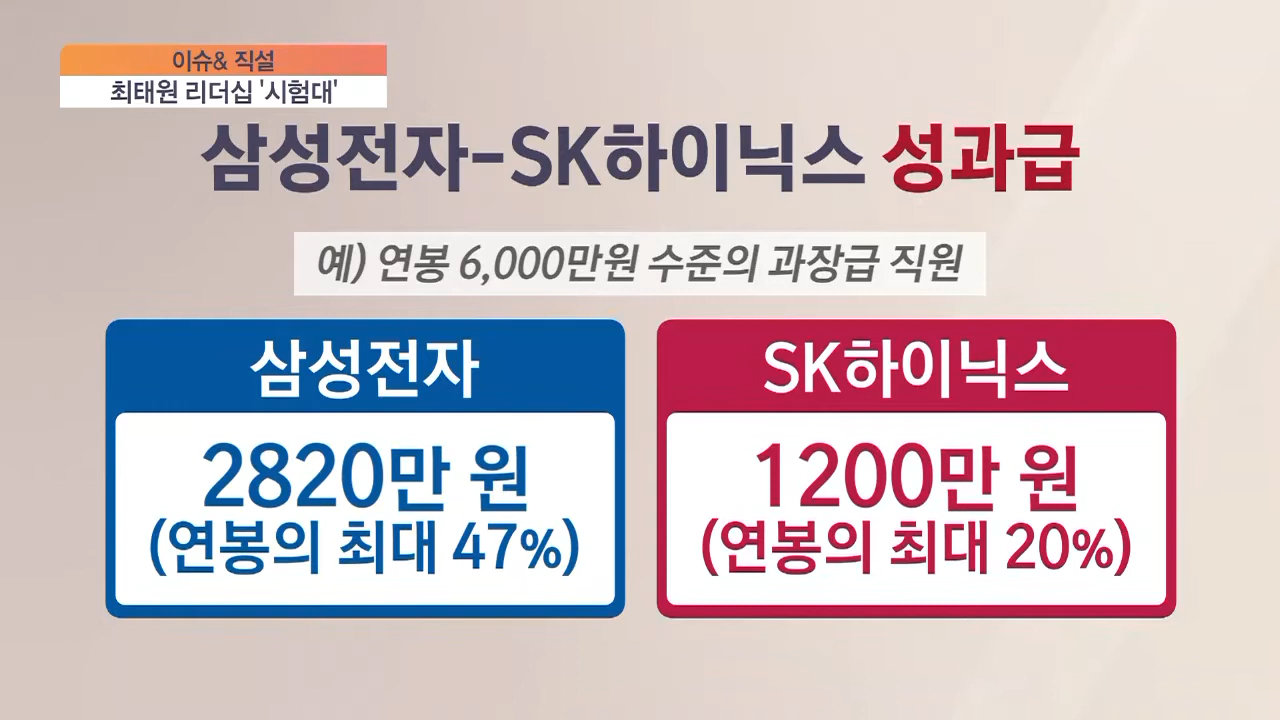 이슈& 직설
최태원 리더십 '시험대'
삼성전자-SK하이닉스 성과급
예) 연봉 6,000만원 수준의 과장급 직원
삼성전자
2820만 원
(연봉의 최대 47%)
SK하이닉스
1200만 원
(연봉의 최대 20%)